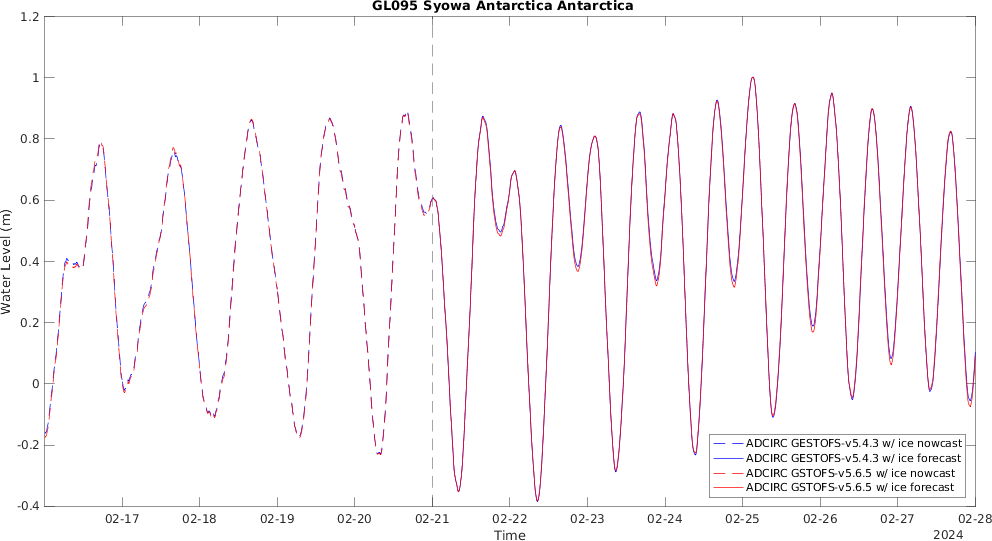 GL095 Syowa Antarctica Antarctica
1.2
1
0.8
0.6
0.4
0.2
0
-0.2
-0.4
Water Level (m)
ADCIRC GESTOFS-v5.4.3 w/ ice nowcast
ADCIRC GESTOFS-v5.4.3 w/ ice forecast
ADCIRC GSTOFS-v5.6.5 w/ ice nowcast
ADCIRC GSTOFS-v5.6.5 w/ ice forecast
02-17 02-18 02-19 02-20 02-21 02-22 02-23 02-24 02-25 02-26 02-27 02-28
Time
2024